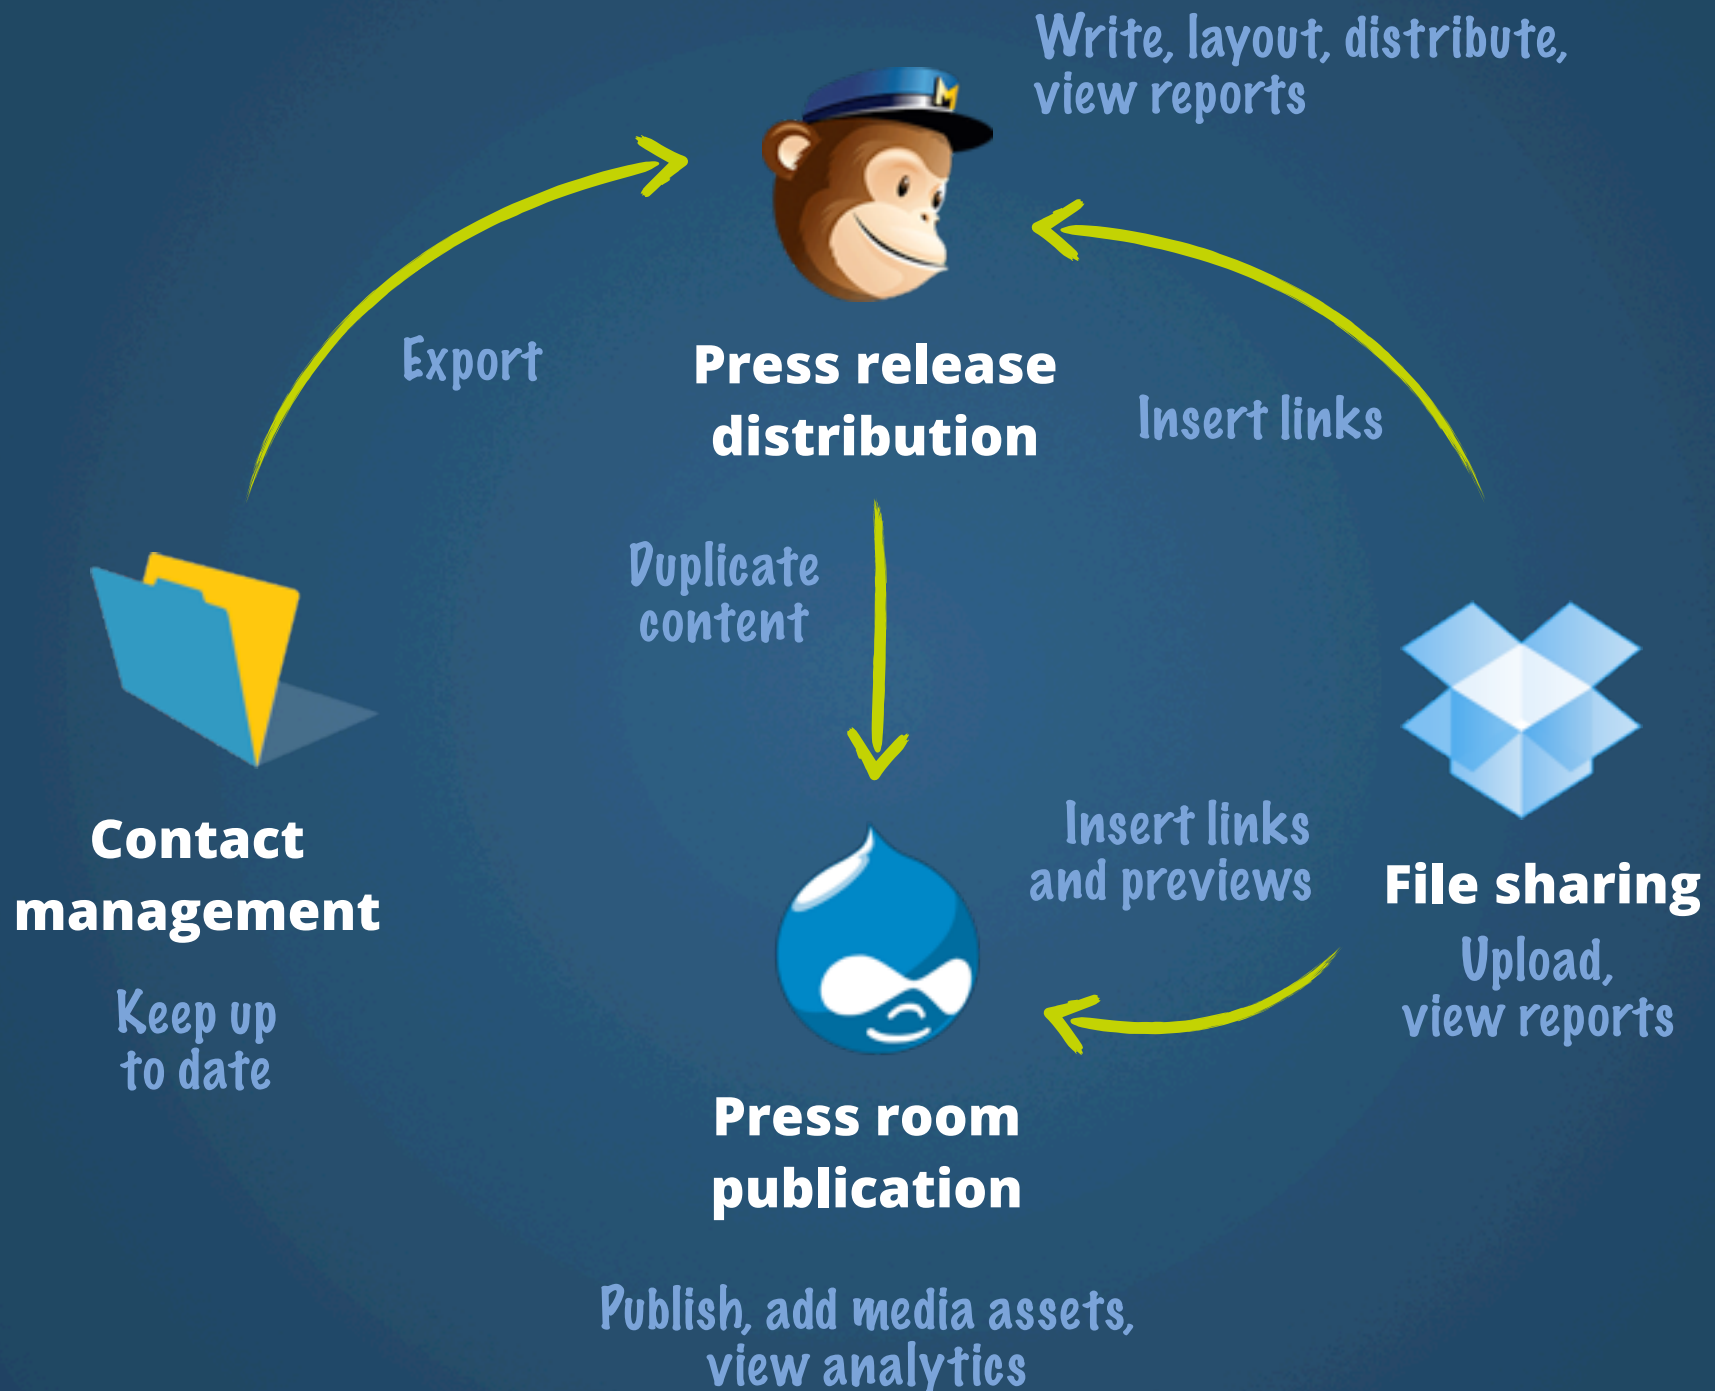 Write, layout, distribute,
view reports
Export
Press release
distribution
Insert links
Duplicate
content
Contact
management
Keep up
to date
Insert links
and previews
File sharing
Upload,
view reports
Press room
publication
Publish, add media assets,
view analytics